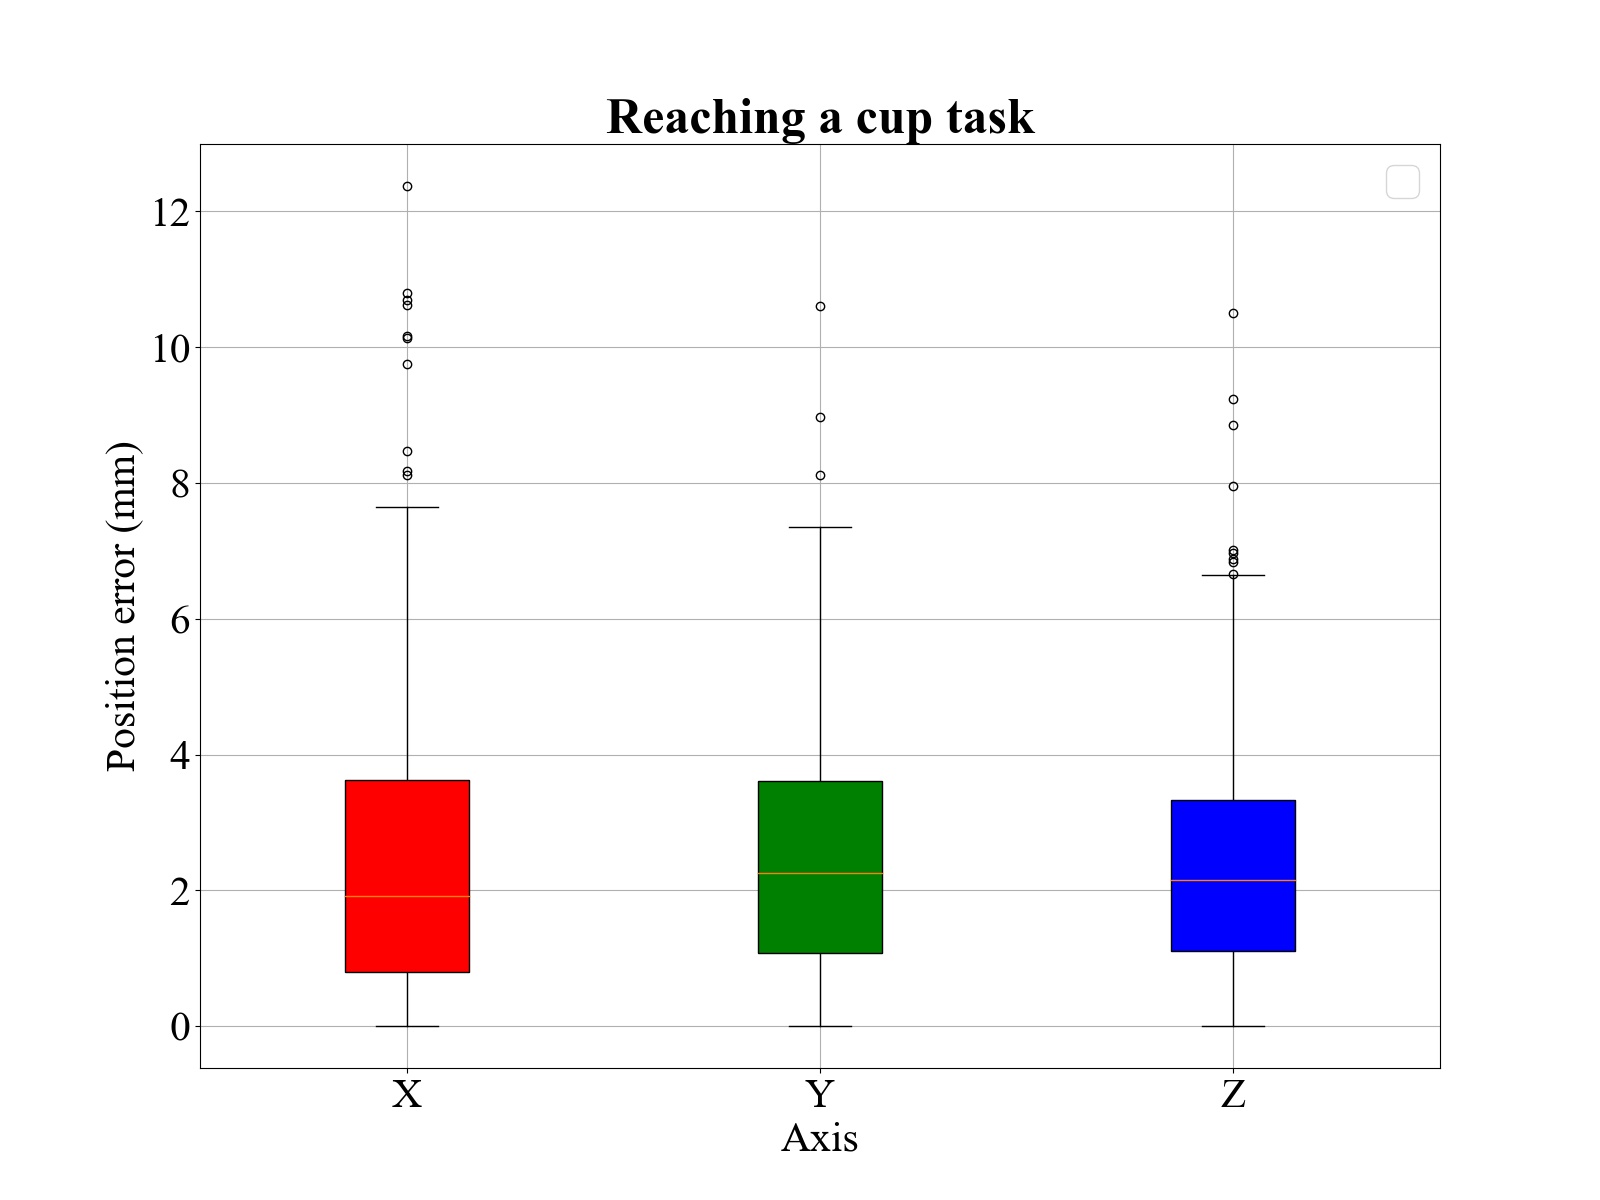 Reaching a cup task
12
10
8
6
4
2
0
Position error (mm)
X Y Z
Axis